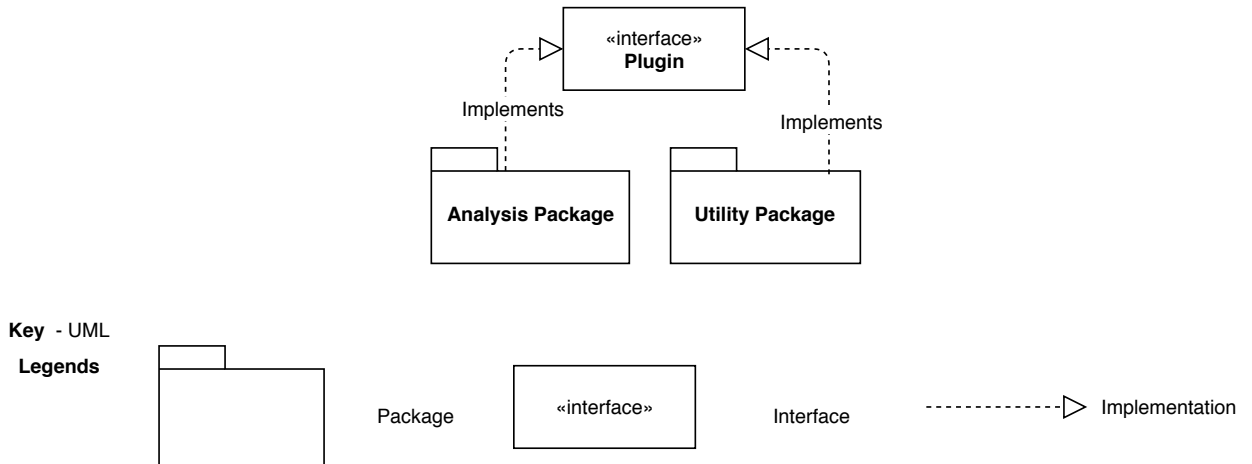 «interface»
Plugin
Implements
Implements
Analysis Package
Utility Package
Key - UML
Legends
Package
«interface»
Interface
Implementation